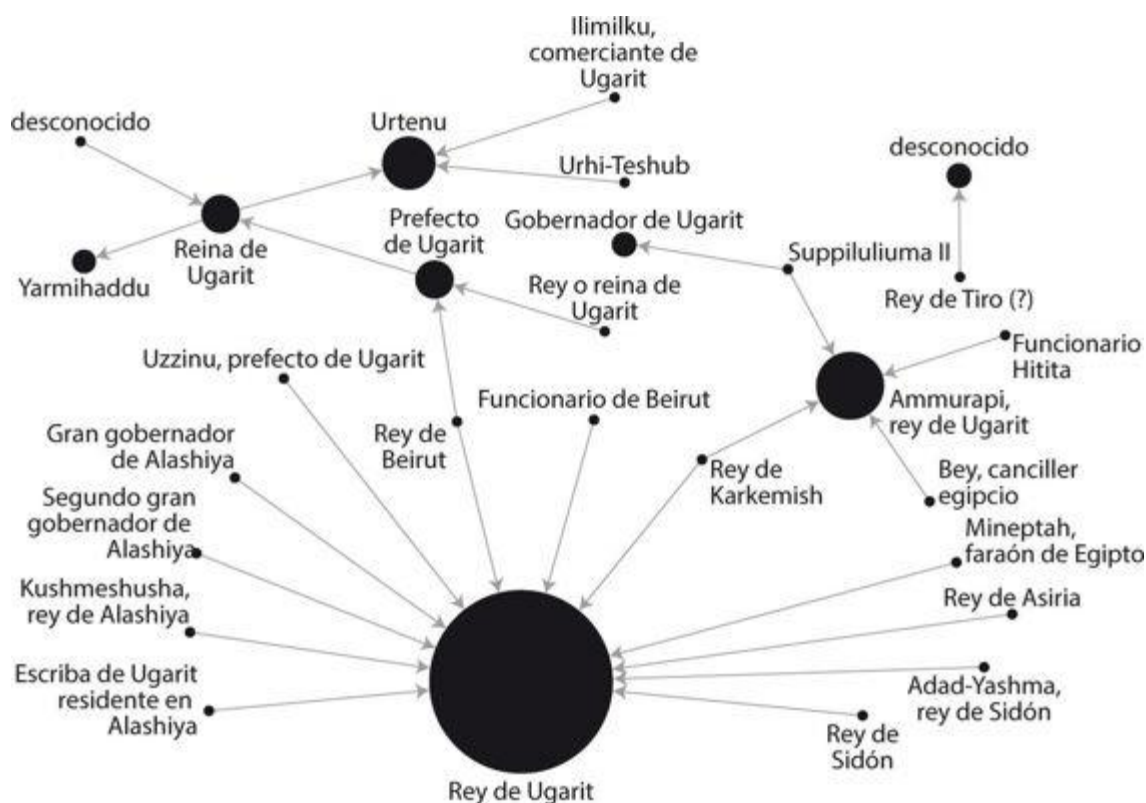 Ilimilku,
comerciante de
Ugarit
desconocido
Urtenu
desconocido
Urhi-Teshub
Prefecto
de Ugarit
Gobernador de Ugarit
Reina de
Ugarit
Suppiluliuma II
Yarmihaddu
Rey o reina de
Ugarit
Rey de Tiro (?)
Uzzinu, prefecto de Ugarit
Funcionario
Hitita
Funcionario de Beirut
Ammurapi,
rey de Ugarit
Gran gobernador
de Alashiya
Rey de
Beirut
Rey de
Karkemish
Bey, canciller
egipcio
Segundo gran
gobernador de
Alashiya
Mineptah,
faraón de Egipto
Kushmeshusha,
rey de Alashiya
Rey de Asiria
Escriba de Ugarit
residente en
Alashiya
Adad-Yashma,
rey de Sidón
Rey de
Sidón
Rey de Ugarit